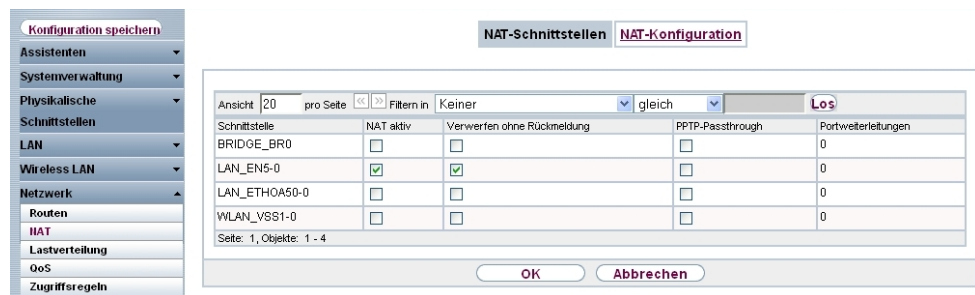 Konfiguration speichern
Assistenten
Systemverwaltung
Physikalische
Schnittstellen
LAN
Wireless LAN
Netzwerk
Routen
NAT
Lastverteilung
QoS
Zugriffsregeln
NAT-Schnittstellen NAT-Konfiguration
Ansicht 20 pro Seite << >> Filtern in Keiner gleich Los
Schnittstelle NAT aktiv Verwerfen ohne Rückmeldung PPTP-Passthrough Portweiterleitungen
BRIDGE_BR0 0
LAN_EN5-0 0
LAN_ETHOA50-0 0
WLAN_VSS1-0 0
Seite: 1, Objekte: 1 - 4
OK Abbrechen